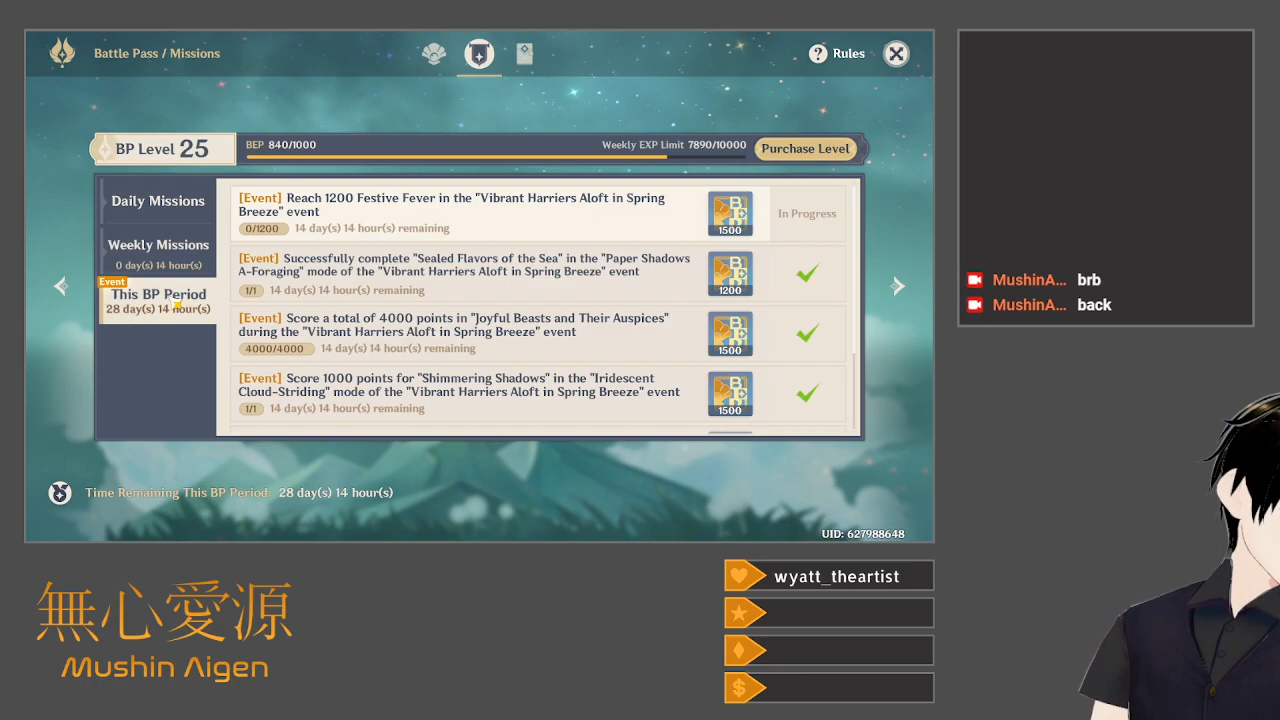 Battle Pass / Missions
? Rules
BP Level 25
BEP 840/1000
Weekly EXP Limit 7890/10000
Purchase Level
Daily Missions
Weekly Missions
0 day(s) 14 hour(s)
Event
This BP Period
28 day(s) 14 hour(s)
[Event] Reach 1200 Festive Fever in the "Vibrant Harriers Aloft in Spring
Breeze" event
0/1200 14 day(s) 14 hour(s) remaining
BEP
1500
In Progress
[Event] Successfully complete "Sealed Flavors of the Sea" in the "Paper Shadows
A-Foraging" mode of the "Vibrant Harriers Aloft in Spring Breeze" event
1/1 14 day(s) 14 hour(s) remaining
BEP
1200
[Event] Score a total of 4000 points in "Joyful Beasts and Their Auspices"
during the "Vibrant Harriers Aloft in Spring Breeze" event
4000/4000 14 day(s) 14 hour(s) remaining
BEP
1500
[Event] Score 1000 points for "Shimmering Shadows" in the "Iridescent
Cloud-Striding" mode of the "Vibrant Harriers Aloft in Spring Breeze" event
1/1 14 day(s) 14 hour(s) remaining
BEP
1500
Time Remaining This BP Period: 28 day(s) 14 hour(s)
UID: 627988648
MushinA... brb
MushinA... back
無心愛源
Mushin Aigen
wyatt_theartist
$